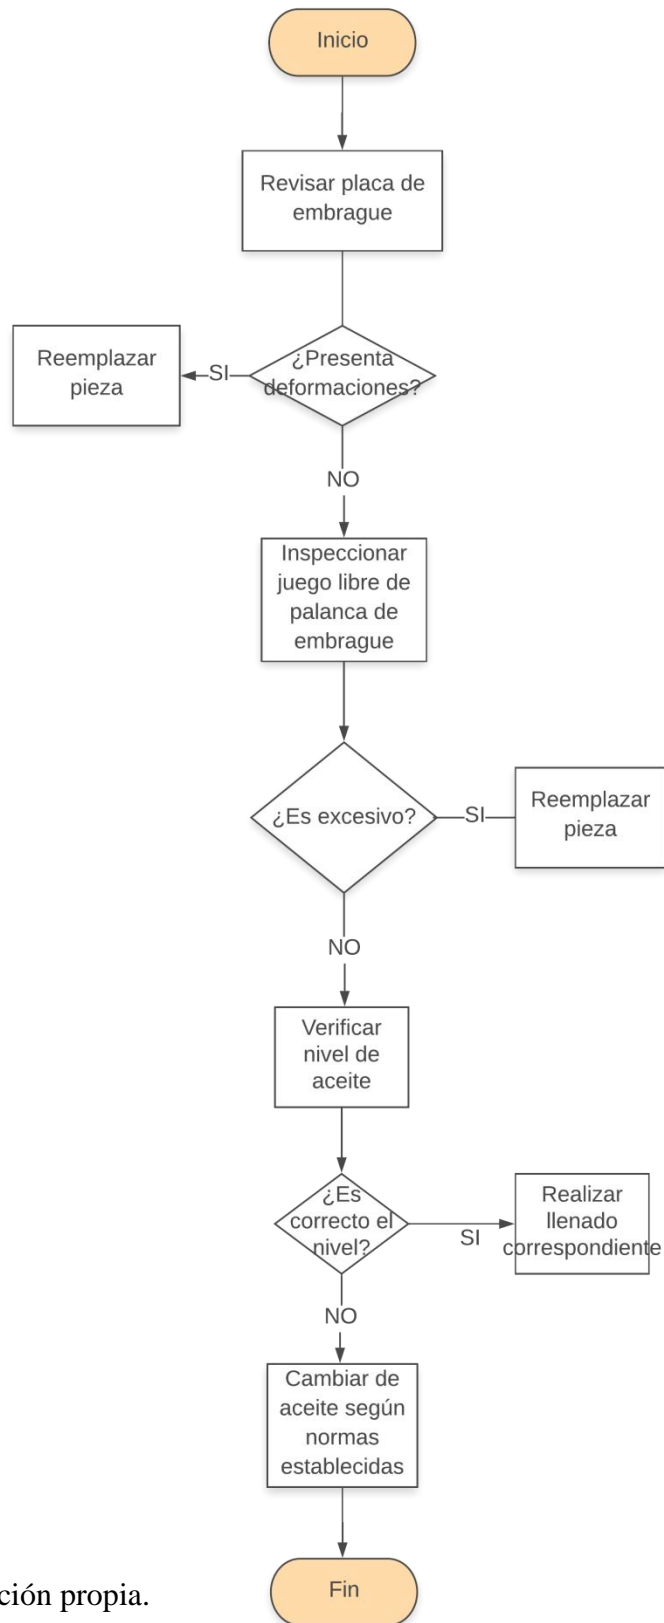 Inicio
Revisar placa de
embrague
¿Presenta
deformaciones?
SI
Reemplazar
pieza
NO
Inspeccionar
juego libre de
palanca de
embrague
¿Es excesivo?
SI
Reemplazar
pieza
NO
Verificar
nivel de
aceite
¿Es
correcto el
nivel?
SI
Realizar
llenado
correspondiente
NO
Cambiar de
aceite según
normas
establecidas
Fin
ción propia.